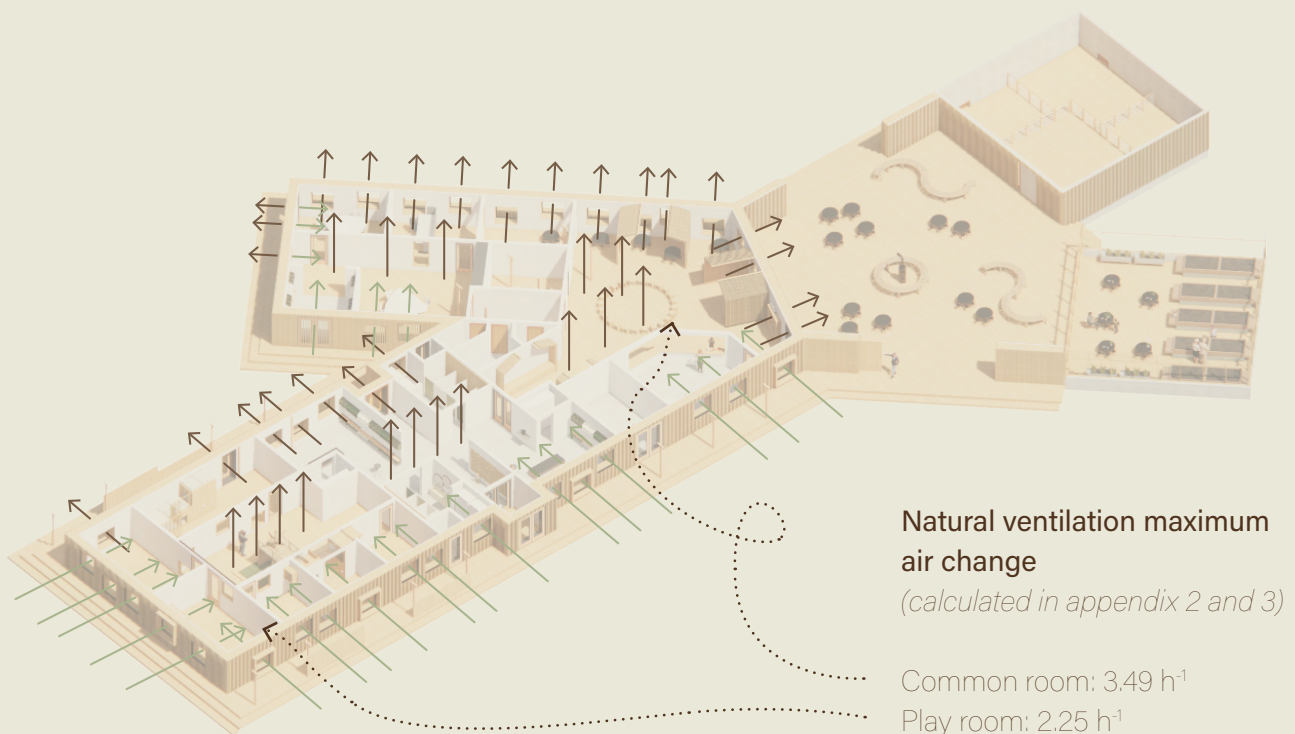 Natural ventilation maximum
air change
(calculated in appendix 2 and 3)
Common room: 3.49 h⁻¹
Play room: 2.25 h⁻¹